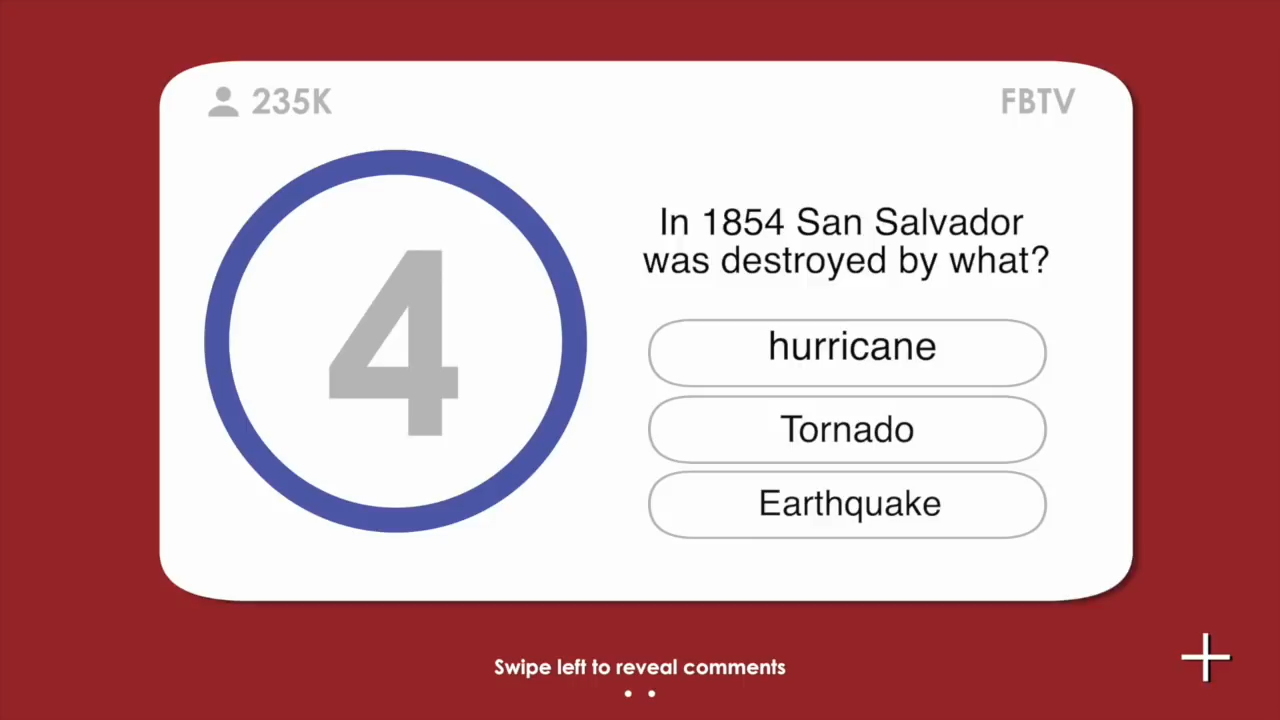 235K
FBTV
4
In 1854 San Salvador
was destroyed by what?
hurricane
Tornado
Earthquake
Swipe left to reveal comments